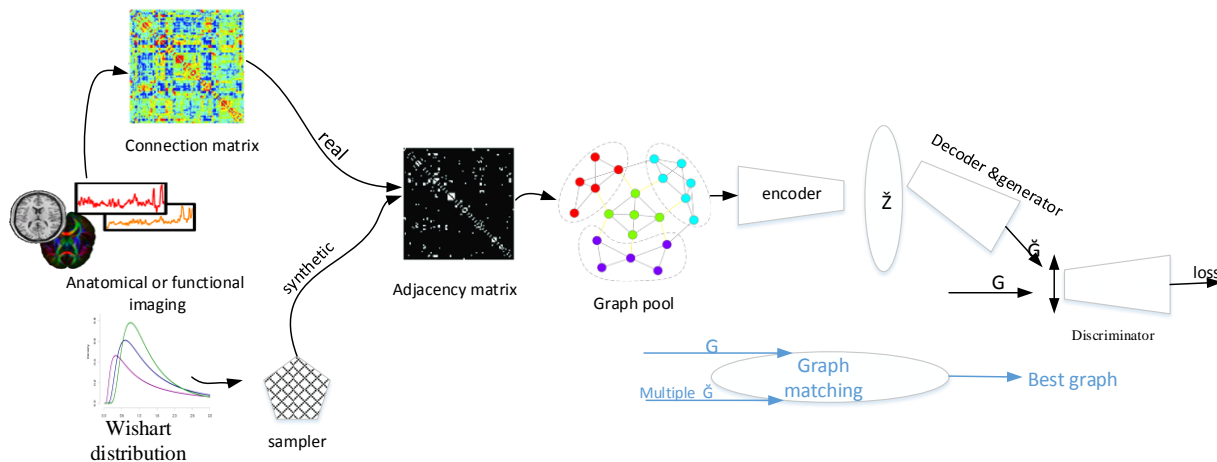 Connection matrix
real
Anatomical or functional
imaging
synthetic
Wishart
distribution
sampler
Adjacency matrix
Graph pool
encoder
Ž
Decoder &generator
Ğ
G
loss
Discriminator
G
Multiple Ğ
Graph
matching
Best graph